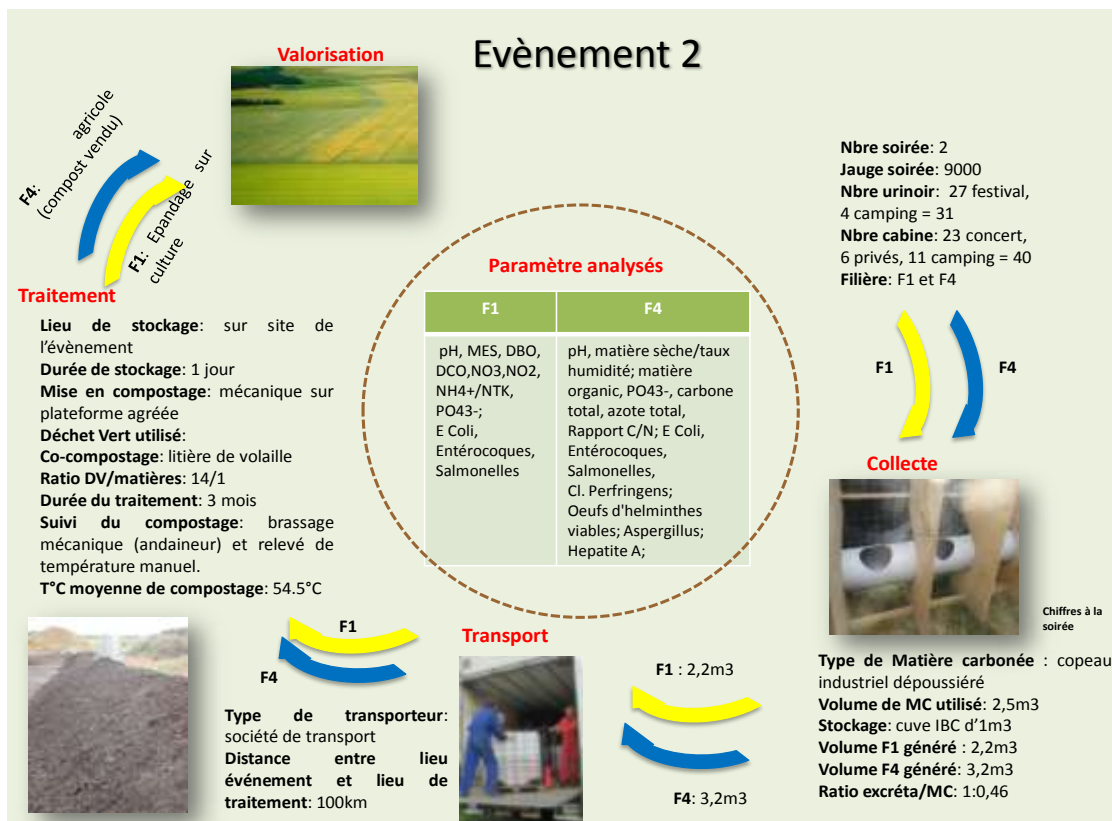 Evènement 2
Valorisation
F4: agricole
(compost vendu)
F1: Epandage sur
culture
Nbre soirée: 2
Jauge soirée: 9000
Nbre urinoir: 27 festival,
4 camping = 31
Nbre cabine: 23 concert,
6 privés, 11 camping = 40
Filière: F1 et F4
F1
F4
Collecte
Chiffres à la
soirée
Type de Matière carbonée : copeau
industriel dépoussiéré
Volume de MC utilisé: 2,5m3
Stockage: cuve IBC d’1m3
Volume F1 généré : 2,2m3
Volume F4 généré: 3,2m3
Ratio excréta/MC: 1:0,46
Paramètre analysés
F1
pH, MES, DBO,
DCO,NO3,NO2,
NH4+/NTK,
PO43-;
E Coli,
Entérocoques,
Salmonelles
F4
pH, matière sèche/taux
humidité; matière
organic, PO43-, carbone
total, azote total,
Rapport C/N; E Coli,
Entérocoques,
Salmonelles,
Cl. Perfringens;
Oeufs d'helminthes
viables; Aspergillus;
Hepatite A;
Transport
F1 : 2,2m3
F4: 3,2m3
Type de transporteur:
société de transport
Distance entre lieu
événement et lieu de
traitement: 100km
F1
F4
Traitement
Lieu de stockage: sur site de
l’évènement
Durée de stockage: 1 jour
Mise en compostage: mécanique sur
plateforme agréée
Déchet Vert utilisé:
Co-compostage: litière de volaille
Ratio DV/matières: 14/1
Durée du traitement: 3 mois
Suivi du compostage: brassage
mécanique (andaineur) et relevé de
température manuel.
T°C moyenne de compostage: 54.5°C